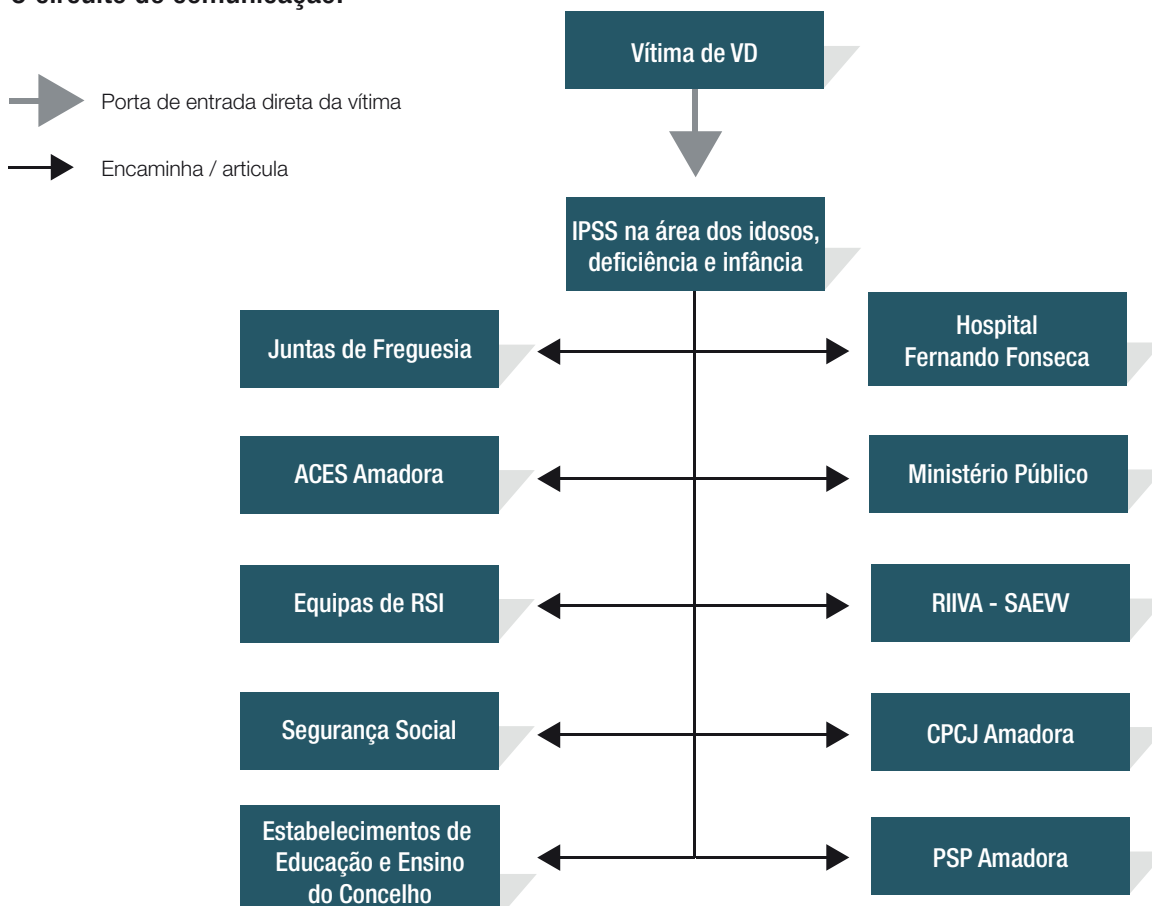 Vítima de VD
Porta de entrada direta da vítima
Encaminha / articula
IPSS na área dos idosos,
deficiência e infância
Juntas de Freguesia
Hospital
Fernando Fonseca
ACES Amadora
Ministério Público
Equipas de RSI
RIIVA - SAEVV
Segurança Social
CPCJ Amadora
Estabelecimentos de
Educação e Ensino
do Concelho
PSP Amadora